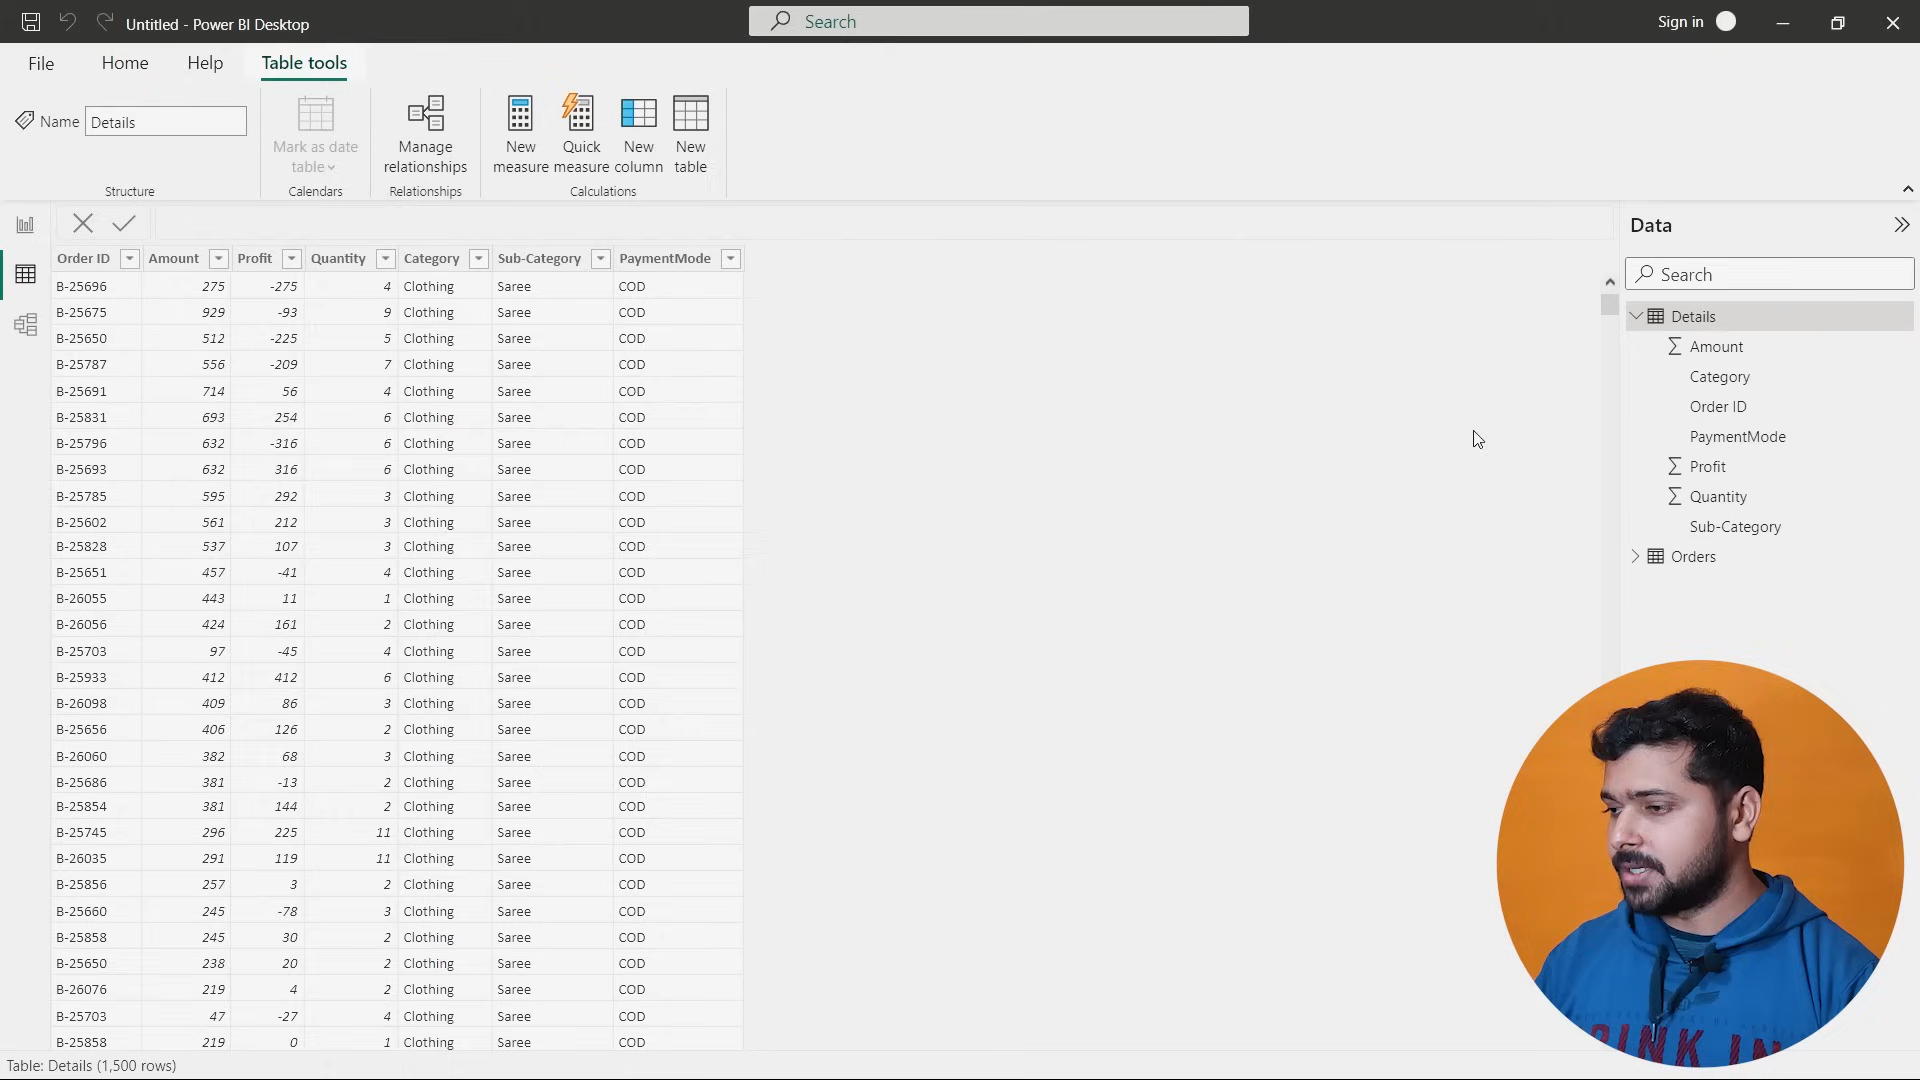 Untitled - Power BI Desktop
Search
Sign in
File
Home
Help
Table tools
Name
Details
Mark as date table
Manage relationships
New measure
Quick measure
New column
New table
Structure
Calendars
Relationships
Calculations
Order ID Amount Profit Quantity Category Sub-Category PaymentMode
B-25696 275 -275 4 Clothing Saree COD
B-25675 929 -93 9 Clothing Saree COD
B-25650 512 -225 5 Clothing Saree COD
B-25787 556 -209 7 Clothing Saree COD
B-25691 714 56 4 Clothing Saree COD
B-25831 693 254 6 Clothing Saree COD
B-25796 632 -316 6 Clothing Saree COD
B-25693 632 316 6 Clothing Saree COD
B-25785 595 292 3 Clothing Saree COD
B-25602 561 212 3 Clothing Saree COD
B-25828 537 107 3 Clothing Saree COD
B-25651 457 -41 4 Clothing Saree COD
B-26055 443 11 1 Clothing Saree COD
B-26056 424 161 2 Clothing Saree COD
B-25703 97 -45 4 Clothing Saree COD
B-25933 412 412 6 Clothing Saree COD
B-26098 409 86 3 Clothing Saree COD
B-25656 406 126 2 Clothing Saree COD
B-26060 382 68 3 Clothing Saree COD
B-25686 381 -13 2 Clothing Saree COD
B-25854 381 144 2 Clothing Saree COD
B-25745 296 225 11 Clothing Saree COD
B-26035 291 119 11 Clothing Saree COD
B-25856 257 3 2 Clothing Saree COD
B-25660 245 -78 3 Clothing Saree COD
B-25858 245 30 2 Clothing Saree COD
B-25650 238 20 2 Clothing Saree COD
B-26076 219 4 2 Clothing Saree COD
B-25703 47 -27 4 Clothing Saree COD
B-25858 219 0 1 Clothing Saree COD
Table: Details (1,500 rows)
Data
Search
Details
Amount
Category
Order ID
PaymentMode
Profit
Quantity
Sub-Category
Orders